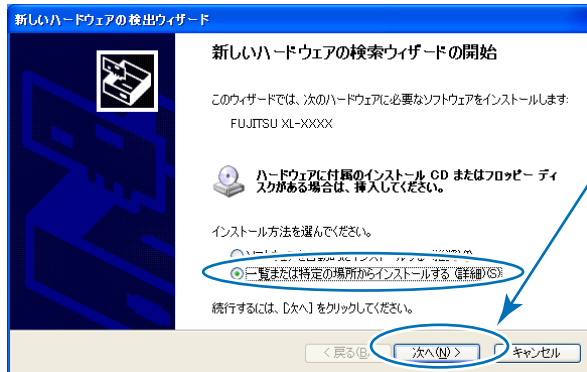 新しいハードウェアの検出ウィザード
新しいハードウェアの検索ウィザードの開始
このウィザードでは、次のハードウェアに必要なソフトウェアをインストールします:
FUJITSU XL-XXXX
ハードウェアに付属のインストール CD またはフロッピー ディ
スクがある場合は、挿入してください。
インストール方法を選んでください。
一覧または特定の場所からインストールする (詳細)(S)
続行するには、[次へ] をクリックしてください。
< 戻る(B)
次へ(N) >
キャンセル